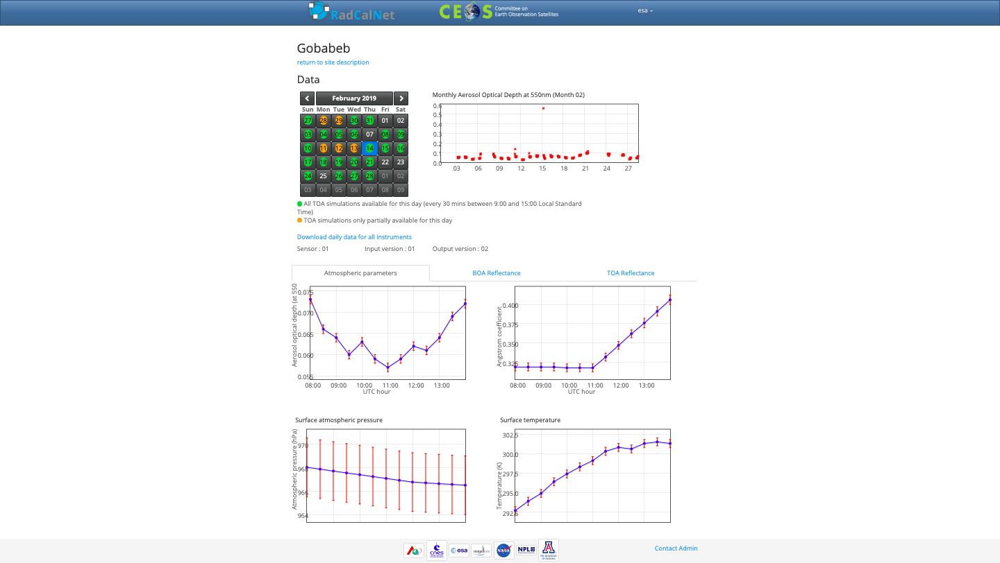 RadCalNet
CEOS Committee on
Earth Observation Satellites
esa
Gobabeb
return to site description
Data
February 2019
Sun Mon Tue Wed Thu Fri Sat
27 28 29 30 31 01 02
03 04 05 06 07 08 09
10 11 12 13 14 15 16
17 18 19 20 21 22 23
24 25 26 27 28 01 02
03 04 05 06 07 08 09
Monthly Aerosol Optical Depth at 550nm (Month 02)
0.6
0.5
0.4
0.3
0.2
0.1
0.0
03 06 09 12 15 18 21 24 27
All TOA simulations available for this day (every 30 mins between 9:00 and 15:00 Local Standard
Time)
TOA simulations only partially available for this day
Download daily data for all instruments
Sensor : 01 Input version : 01 Output version : 02
Atmospheric parameters BOA Reflectance TOA Reflectance
Aerosol optical depth (at 550
0.075
0.070
0.065
0.060
0.055
08:00 09:00 10:00 11:00 12:00 13:00
UTC hour
Angstrom coefficient
0.400
0.375
0.350
0.325
08:00 09:00 10:00 11:00 12:00 13:00
UTC hour
Surface atmospheric pressure
Atmospheric pressure (hPa)
970
968
966
964
Surface temperature
Temperature (K)
302.5
300.0
297.5
295.0
292.5
cnes
esa
NASA
NPL
THE UNIVERSITY
OF ARIZONA
Contact Admin